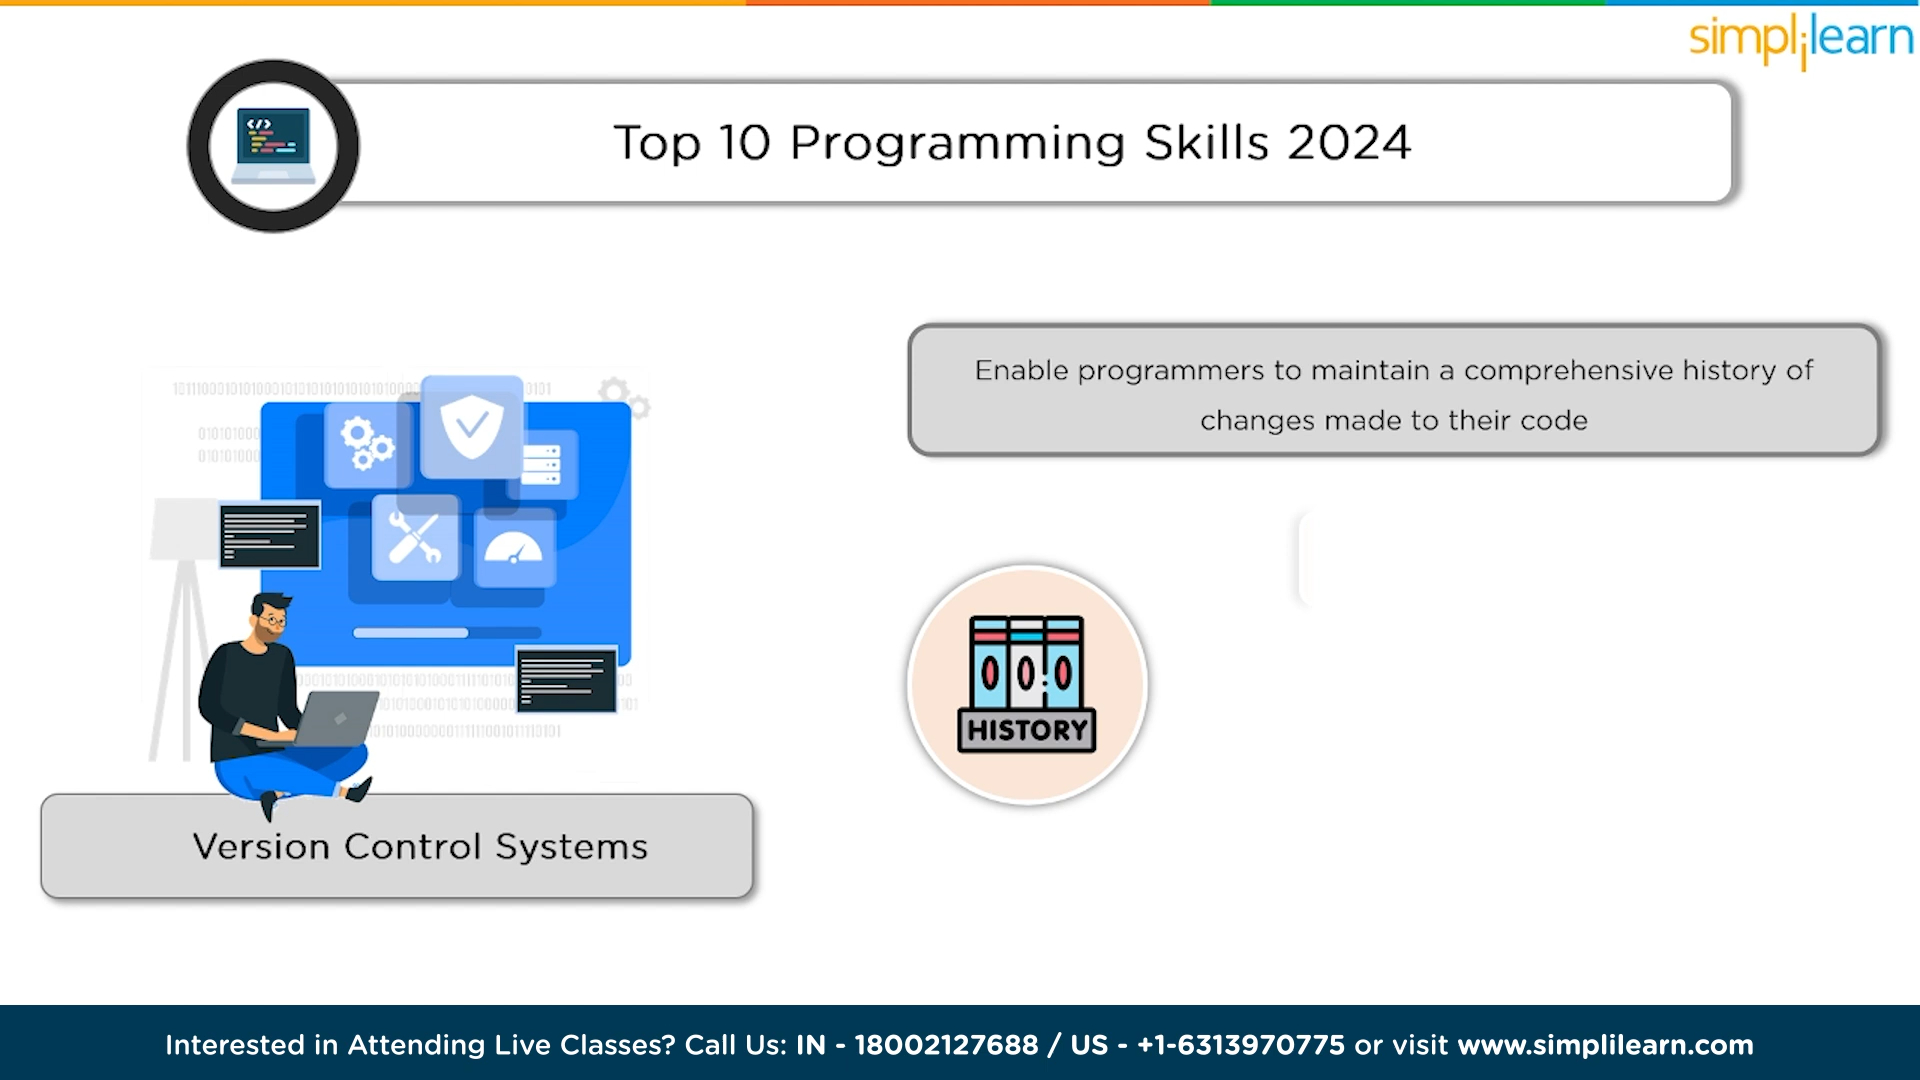 simplilearn
</>
Top 10 Programming Skills 2024
Enable programmers to maintain a comprehensive history of
changes made to their code
HISTORY
Version Control Systems
Interested in Attending Live Classes? Call Us: IN - 18002127688 / US - +1-6313970775 or visit www.simplilearn.com